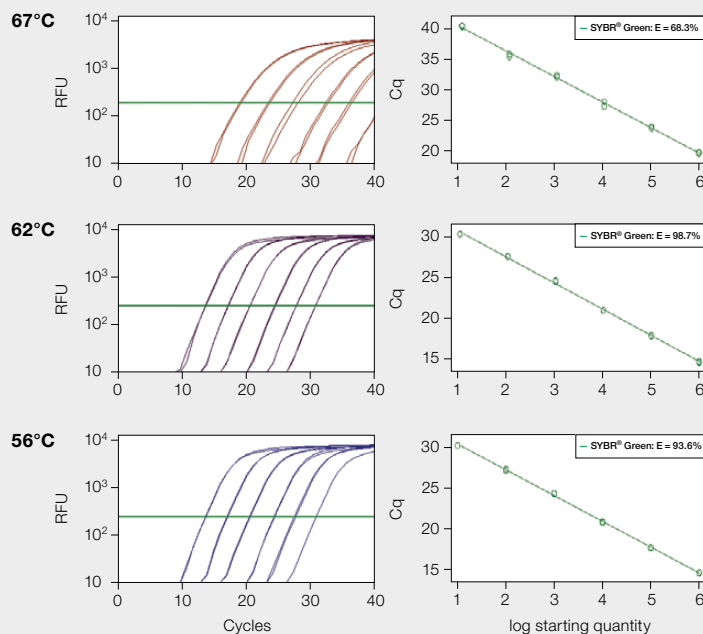 67°C
RFU
10⁴
10³
10²
10
0 10 20 30 40
Cycles
Cq
40
35
30
25
20
SYBR® Green: E = 68.3%
1 2 3 4 5 6
62°C
RFU
10⁴
10³
10²
10
0 10 20 30 40
Cq
30
25
20
15
SYBR® Green: E = 98.7%
1 2 3 4 5 6
56°C
RFU
10⁴
10³
10²
10
0 10 20 30 40
Cycles
Cq
30
25
20
15
SYBR® Green: E = 93.6%
1 2 3 4 5 6
log starting quantity